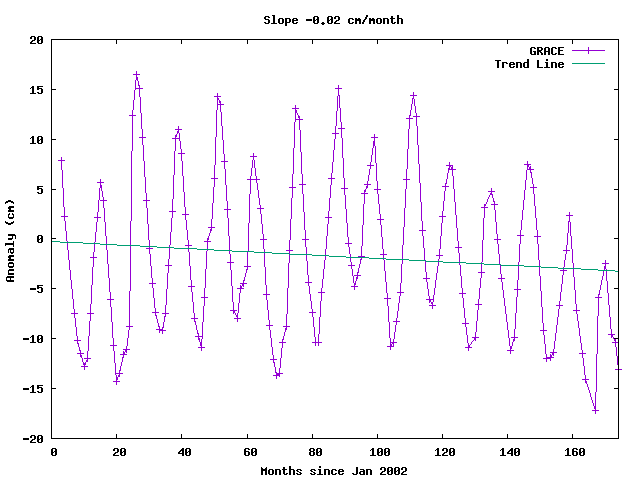 Slope -0.02 cm/month
GRACE
Trend Line
20
15
10
5
0
-5
-10
-15
-20
Anomaly (cm)
0 20 40 60 80 100 120 140 160
Months since Jan 2002